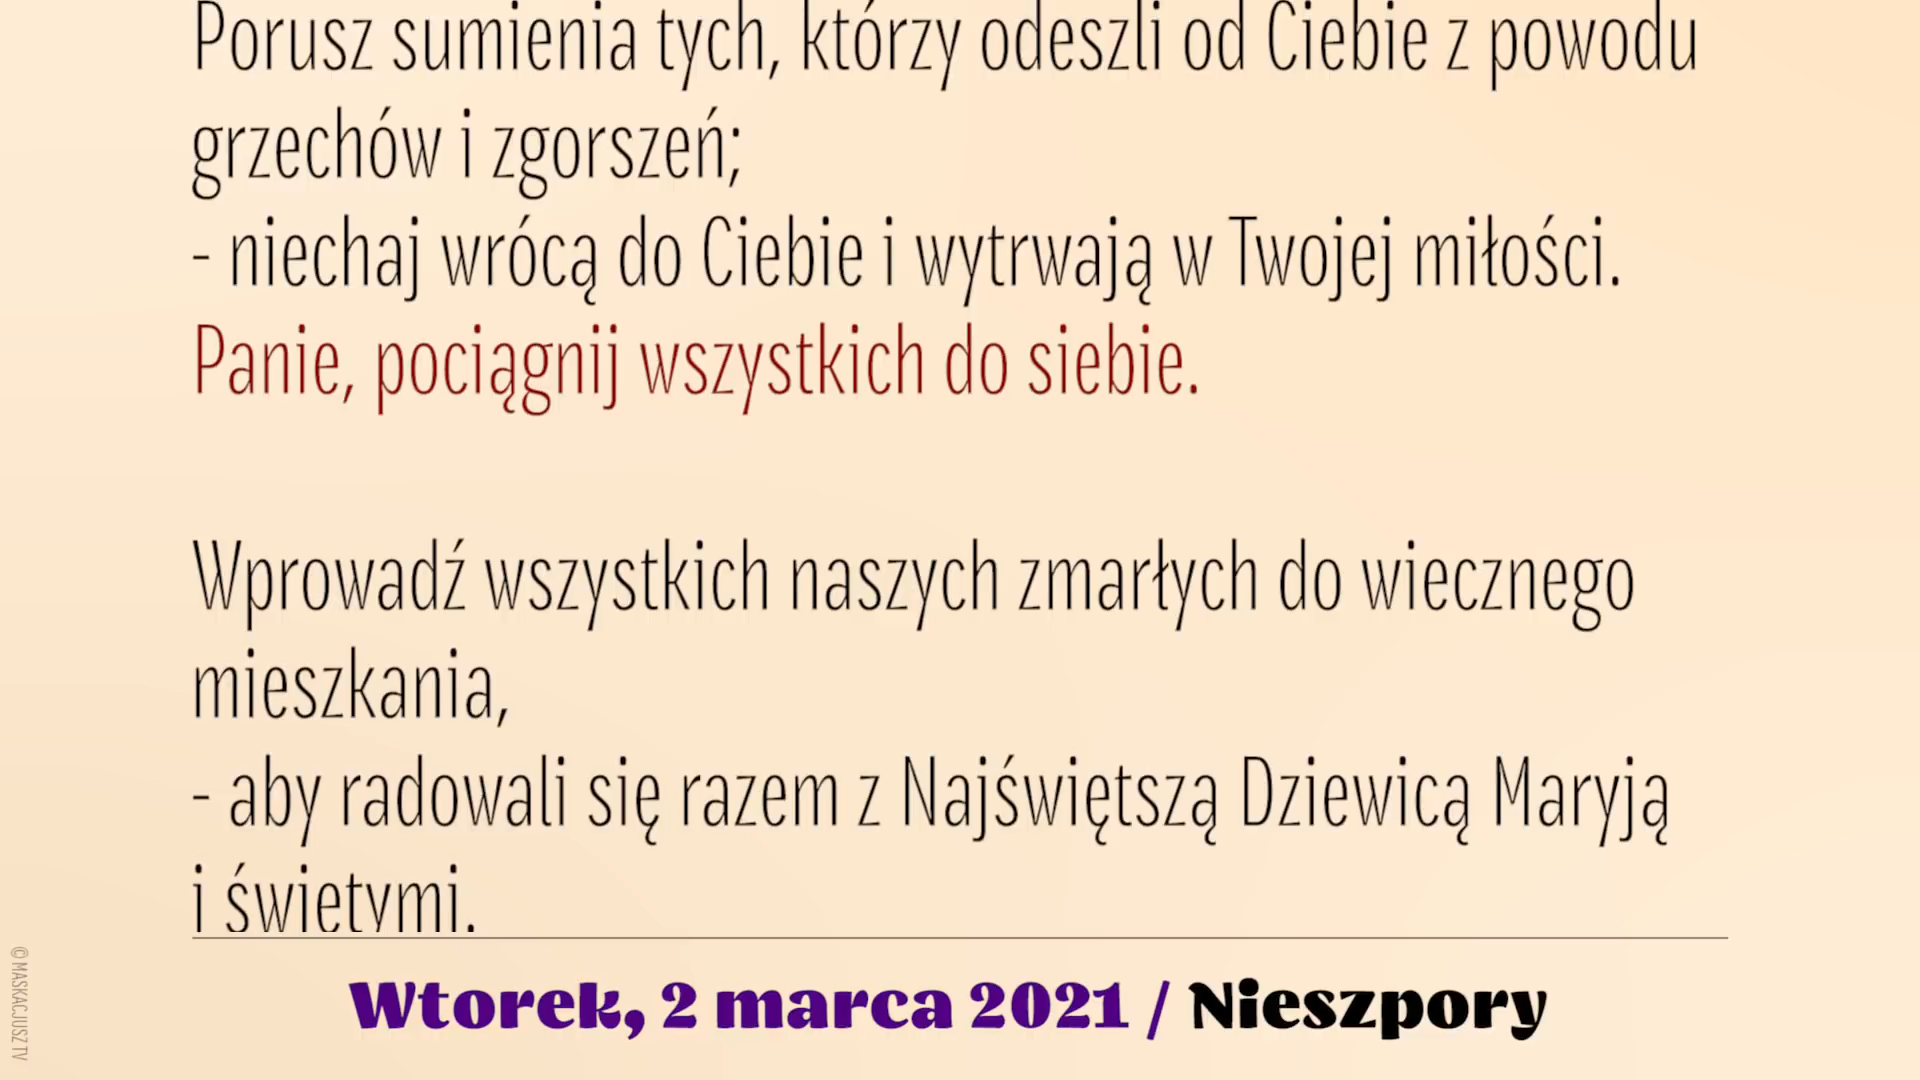 Porusz sumienia tych, którzy odeszli od Ciebie z powodu
grzechów i zgorszeń;
- niechaj wrócą do Ciebie i wytrwają w Twojej miłości.
Panie, pociągnij wszystkich do siebie.
Wprowadź wszystkich naszych zmarłych do wiecznego
mieszkania,
- aby radowali się razem z Najświętszą Dziewicą Maryją
i świętymi.
Wtorek, 2 marca 2021 / Nieszpory
© MASKACJUSZ TV